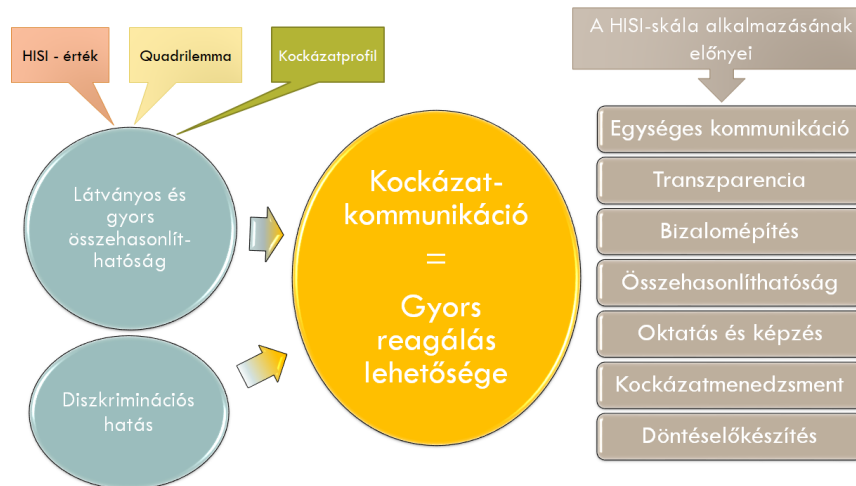 HISI - érték
Quadrilemma
Kockázatprofil
Látványos és
gyors
összehasonlít-
hatóság
Diszkriminációs
hatás
Kockázat-
kommunikáció
=
Gyors
reagálás
lehetősége
A HISI-skála alkalmazásának
előnyei
Egységes kommunikáció
Transzparencia
Bizalomépítés
Összehasonlíthatóság
Oktatás és képzés
Kockázatmenedzsment
Döntéselőkészítés